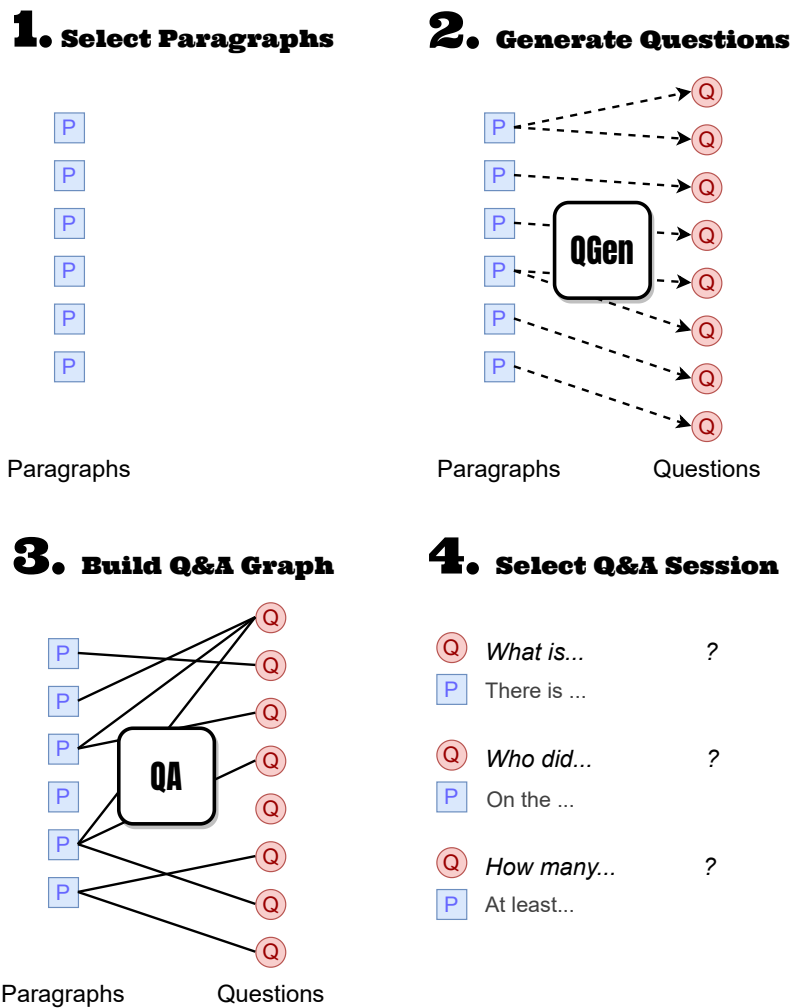 1. Select Paragraphs
P
P
P
P
P
P
Paragraphs
2. Generate Questions
Q
P
Q
P
Q
P
Q
QGen
P
Q
P
Q
P
Q
Q
Paragraphs Questions
3. Build Q&A Graph
Q
P
Q
P
Q
P
Q
QA
P
Q
P
Q
P
Q
Q
Paragraphs Questions
4. Select Q&A Session
Q What is... ?
P There is ...
Q Who did... ?
P On the ...
Q How many... ?
P At least...